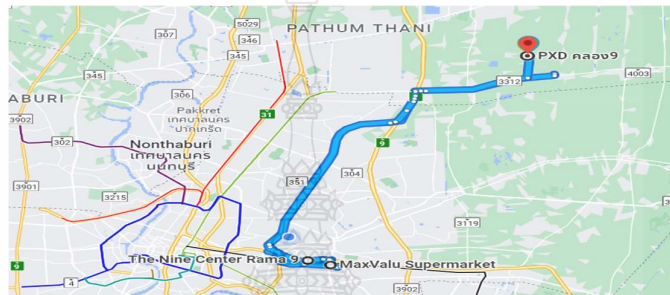 307
5029
346
345
PATHUM THANI
345
ABURI
306
Pakkret
เทศบาลนคร
ปากเกร็ด
31
3312
PXD คลอง9
4003
3902
302
Nonthaburi
เทศบาลนคร
นนทบุรี
9
304
351
3901
3215
3119
The Nine Center Rama 9
MaxValu Supermarket
9
4
3902